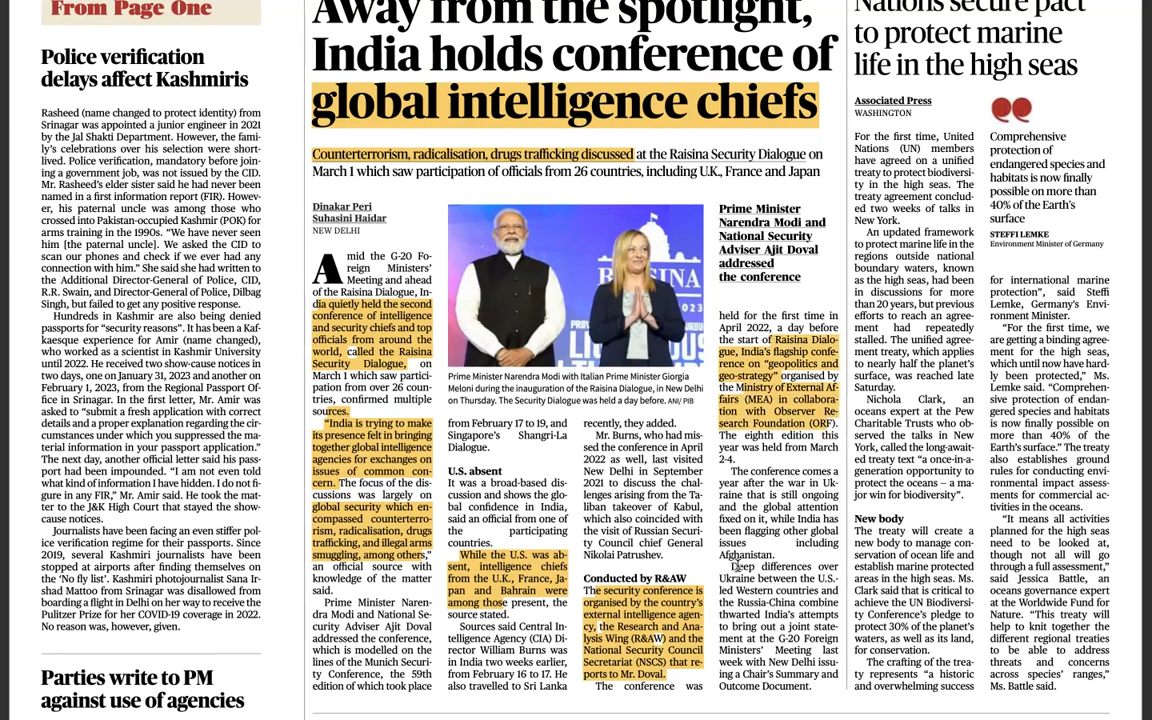 From Page One
Police verification
delays affect Kashmiris
Rasheed (name changed to protect identity) from
Srinagar was appointed a junior engineer in 2021
by the Jal Shakti Department. However, the fami-
ly's celebrations over his selection were short-
lived. Police verification, mandatory before join-
ing a government job, was not issued by the CID.
Mr. Rasheed's elder sister said he had never been
named in a first information report (FIR). Howev-
er, his paternal uncle was among those who
crossed into Pakistan-occupied Kashmir (POK) for
arms training in the 1990s. “We have never seen
him [the paternal uncle]. We asked the CID to
scan our phones and check if we ever had any
connection with him.” She said she had written to
the Additional Director-General of Police, CID,
R.R. Swain, and Director-General of Police, Dilbag
Singh, but failed to get any positive response.
Hundreds in Kashmir are also being denied
passports for “security reasons”. It has been a Kaf-
kaesque experience for Amir (name changed),
who worked as a scientist in Kashmir University
until 2022. He received two show-cause notices in
two days, one on January 31, 2023 and another on
February 1, 2023, from the Regional Passport Of-
fice in Srinagar. In the first letter, Mr. Amir was
asked to “submit a fresh application with correct
details and a proper explanation regarding the cir-
cumstances under which you suppressed the ma-
terial information in your passport application.”
The next day, another official letter said his pass-
port had been impounded. “I am not even told
what kind of information I have hidden. I do not fi-
gure in any FIR,” Mr. Amir said. He took the mat-
ter to the J&K High Court that stayed the show-
cause notices.
Journalists have been facing an even stiffer pol-
ice verification regime for their passports. Since
2019, several Kashmiri journalists have been
stopped at airports after finding themselves on
the ‘No fly list’. Kashmiri photojournalist Sana Ir-
shad Mattoo from Srinagar was disallowed from
boarding a flight in Delhi on her way to receive the
Pulitzer Prize for her COVID-19 coverage in 2022.
No reason was, however, given.
Parties write to PM
against use of agencies
Away from the spotlight,
India holds conference of
global intelligence chiefs
Counterterrorism, radicalisation, drugs trafficking discussed at the Raisina Security Dialogue on
March 1 which saw participation of officials from 26 countries, including U.K., France and Japan
Dinakar Peri
Suhasini Haidar
NEW DELHI
Amid the G-20 Fo-
reign Ministers’
Meeting and ahead
of the Raisina Dialogue, In-
dia quietly held the second
conference of intelligence
and security chiefs and top
officials from around the
world, called the Raisina
Security Dialogue, on
March 1 which saw partici-
pation from over 26 coun-
tries, confirmed multiple
sources.
“India is trying to make
its presence felt in bringing
together global intelligence
agencies for exchanges on
issues of common con-
cern. The focus of the dis-
cussions was largely on
global security which en-
compassed counterterro-
rism, radicalisation, drugs
trafficking, and illegal arms
smuggling, among others,”
an official source with
knowledge of the matter
said.
Prime Minister Naren-
dra Modi and National Se-
curity Adviser Ajit Doval
addressed the conference,
which is modelled on the
lines of the Munich Securi-
ty Conference, the 59th
edition of which took place
RAISINA
2023
Prime Minister Narendra Modi with Italian Prime Minister Giorgia
Meloni during the inauguration of the Raisina Dialogue, in New Delhi
on Thursday. The Security Dialogue was held a day before. ANI/ PIB
from February 17 to 19, and
Singapore’s Shangri-La
Dialogue.
U.S. absent
It was a broad-based dis-
cussion and shows the glo-
bal confidence in India,
said an official from one of
the participating
countries.
While the U.S. was ab-
sent, intelligence chiefs
from the U.K., France, Ja-
pan and Bahrain were
among those present, the
source stated.
Sources said Central In-
telligence Agency (CIA) Di-
rector William Burns was
in India two weeks earlier,
from February 16 to 17. He
also travelled to Sri Lanka
recently, they added.
Mr. Burns, who had mis-
sed the conference in April
2022 as well, last visited
New Delhi in September
2021 to discuss the chal-
lenges arising from the Ta-
liban takeover of Kabul,
which also coincided with
the visit of Russian Securi-
ty Council chief General
Nikolai Patrushev.
Conducted by R&AW
The security conference is
organised by the country’s
external intelligence agen-
cy, the Research and Ana-
lysis Wing (R&AW) and the
National Security Council
Secretariat (NSCS) that re-
ports to Mr. Doval.
The conference was
Prime Minister
Narendra Modi and
National Security
Adviser Ajit Doval
addressed
the conference
held for the first time in
April 2022, a day before
the start of Raisina Dialo-
gue, India’s flagship confe-
rence on “geopolitics and
geo-strategy” organised by
the Ministry of External Af-
fairs (MEA) in collabora-
tion with Observer Re-
search Foundation (ORF).
The eighth edition this
year was held from March
2-4.
The conference comes a
year after the war in Uk-
raine that is still ongoing
and the global attention
fixed on it, while India has
been flagging other global
issues including
Afghanistan.
Deep differences over
Ukraine between the U.S.-
led Western countries and
the Russia-China combine
thwarted India’s attempts
to bring out a joint state-
ment at the G-20 Foreign
Ministers’ Meeting last
week with New Delhi issu-
ing a Chair’s Summary and
Outcome Document.
Nations secure pact
to protect marine
life in the high seas
Associated Press
WASHINGTON
For the first time, United
Nations (UN) members
have agreed on a unified
treaty to protect biodiversi-
ty in the high seas. The
treaty agreement conclud-
ed two weeks of talks in
New York.
An updated framework
to protect marine life in the
regions outside national
boundary waters, known
as the high seas, had been
in discussions for more
than 20 years, but previous
efforts to reach an agree-
ment had repeatedly
stalled. The unified agree-
ment treaty, which applies
to nearly half the planet’s
surface, was reached late
Saturday.
Nichola Clark, an
oceans expert at the Pew
Charitable Trusts who ob-
served the talks in New
York, called the long-await-
ed treaty text “a once-in-a-
generation opportunity to
protect the oceans – a ma-
jor win for biodiversity”.
New body
The treaty will create a
new body to manage con-
servation of ocean life and
establish marine protected
areas in the high seas. Ms.
Clark said that is critical to
achieve the UN Biodiversi-
ty Conference’s pledge to
protect 30% of the planet’s
waters, as well as its land,
for conservation.
The crafting of the trea-
ty represents “a historic
and overwhelming success
Comprehensive
protection of
endangered species and
habitats is now finally
possible on more than
40% of the Earth’s
surface
STEFFI LEMKE
Environment Minister of Germany
for international marine
protection”, said Steffi
Lemke, Germany’s Envi-
ronment Minister.
“For the first time, we
are getting a binding agree-
ment for the high seas,
which until now have hard-
ly been protected,” Ms.
Lemke said. “Comprehen-
sive protection of endan-
gered species and habitats
is now finally possible on
more than 40% of the
Earth’s surface.” The treaty
also establishes ground
rules for conducting envi-
ronmental impact assess-
ments for commercial ac-
tivities in the oceans.
“It means all activities
planned for the high seas
need to be looked at,
though not all will go
through a full assessment,”
said Jessica Battle, an
oceans governance expert
at the Worldwide Fund for
Nature. “This treaty will
help to knit together the
different regional treaties
to be able to address
threats and concerns
across species’ ranges,”
Ms. Battle said.